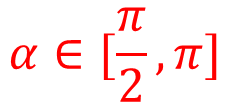 α ∈ [π/2, π]